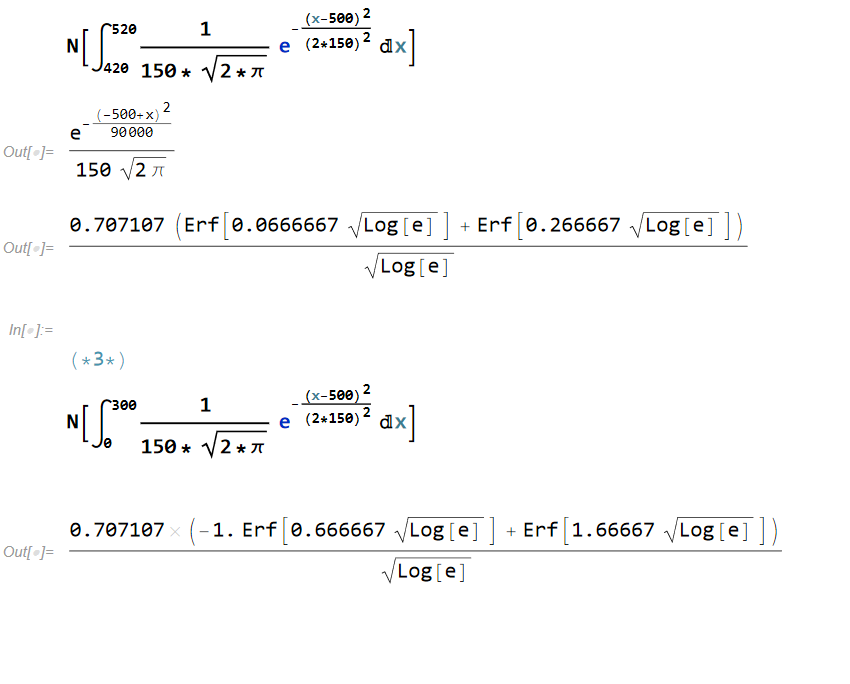 N[∫_420^520 1/(150*√(2*π)) e^(-(x-500)^2/(2*150)^2) ⅆx]
Out[•]= e^(-(-500+x)^2/90000)/(150 √(2 π))
Out[•]= 0.707107 (Erf[0.0666667 √Log[e]] + Erf[0.266667 √Log[e]])/√Log[e]
In[•]:=
(*3*)
N[∫_0^300 1/(150*√(2*π)) e^(-(x-500)^2/(2*150)^2) ⅆx]
Out[•]= 0.707107 × (-1. Erf[0.666667 √Log[e]] + Erf[1.66667 √Log[e]])/√Log[e]